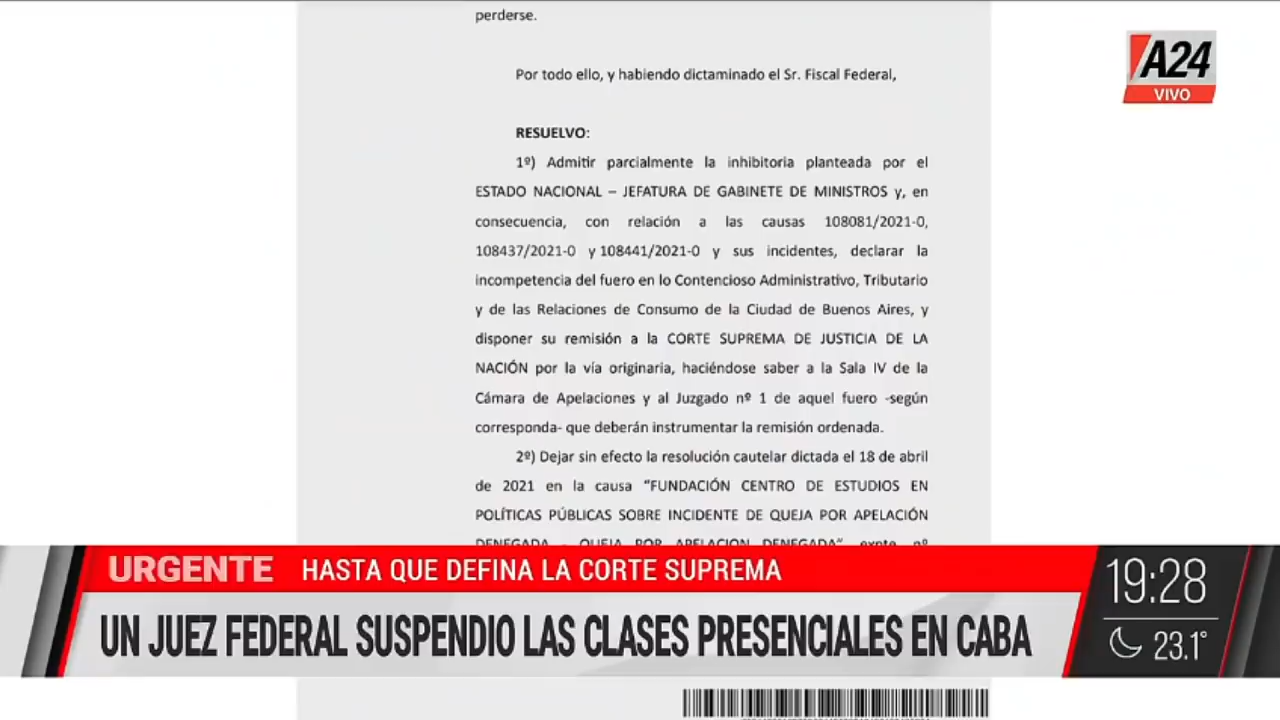 perderse.
Por todo ello, y habiendo dictaminado el Sr. Fiscal Federal,
RESUELVO:
1º) Admitir parcialmente la inhibitoria planteada por el
ESTADO NACIONAL – JEFATURA DE GABINETE DE MINISTROS y, en
consecuencia, con relación a las causas 108081/2021-0,
108437/2021-0 y 108441/2021-0 y sus incidentes, declarar la
incompetencia del fuero en lo Contencioso Administrativo, Tributario
y de las Relaciones de Consumo de la Ciudad de Buenos Aires, y
disponer su remisión a la CORTE SUPREMA DE JUSTICIA DE LA
NACIÓN por la vía originaria, haciéndose saber a la Sala IV de la
Cámara de Apelaciones y al Juzgado nº 1 de aquel fuero -según
corresponda- que deberán instrumentar la remisión ordenada.
2º) Dejar sin efecto la resolución cautelar dictada el 18 de abril
de 2021 en la causa “FUNDACIÓN CENTRO DE ESTUDIOS EN
POLÍTICAS PÚBLICAS SOBRE INCIDENTE DE QUEJA POR APELACIÓN
DENEGADA - QUEJA POR APELACION DENEGADA” expte nº
A24
VIVO
URGENTE HASTA QUE DEFINA LA CORTE SUPREMA
UN JUEZ FEDERAL SUSPENDIO LAS CLASES PRESENCIALES EN CABA
19:28
23.1°